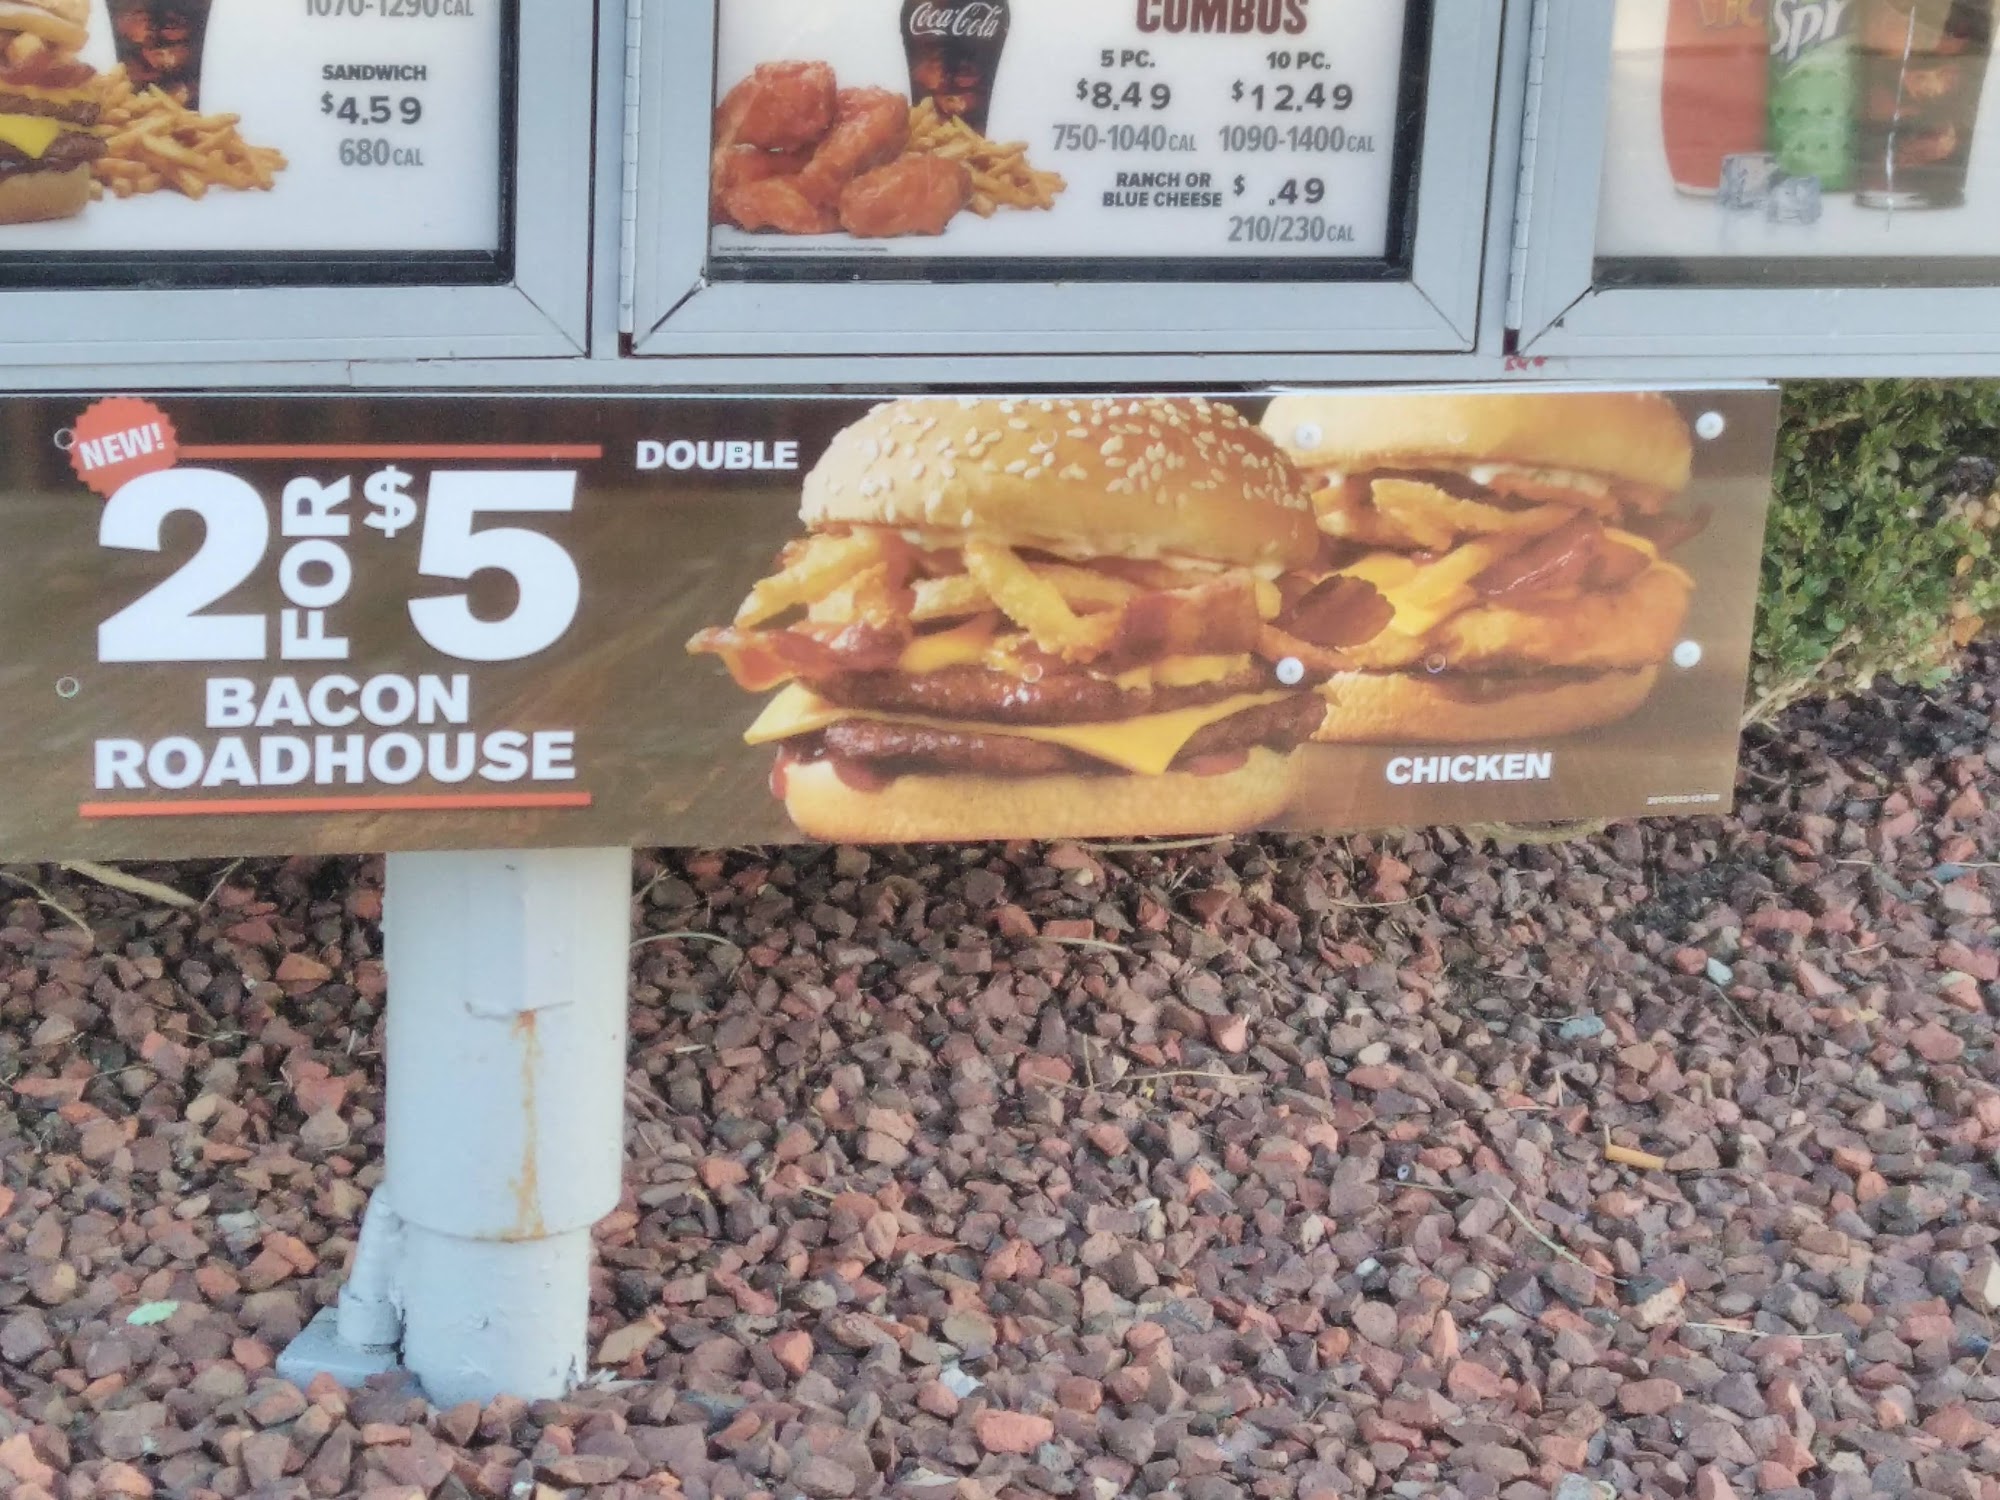 1070-1290 CAL
SANDWICH
$4.59
680 CAL
Coca-Cola
COMBOS
5 PC. 10 PC.
$8.49 $12.49
750-1040 CAL 1090-1400 CAL
RANCH OR
BLUE CHEESE $ .49
210/230 CAL
Spr
NEW!
2 FOR $5
BACON
ROADHOUSE
DOUBLE
CHICKEN